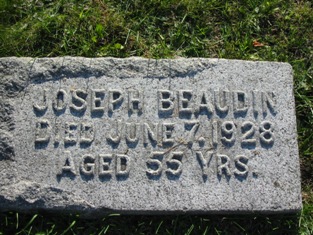 JOSEPH BEAUDIN
DIED JUNE 7, 1928
AGED 55 YRS.